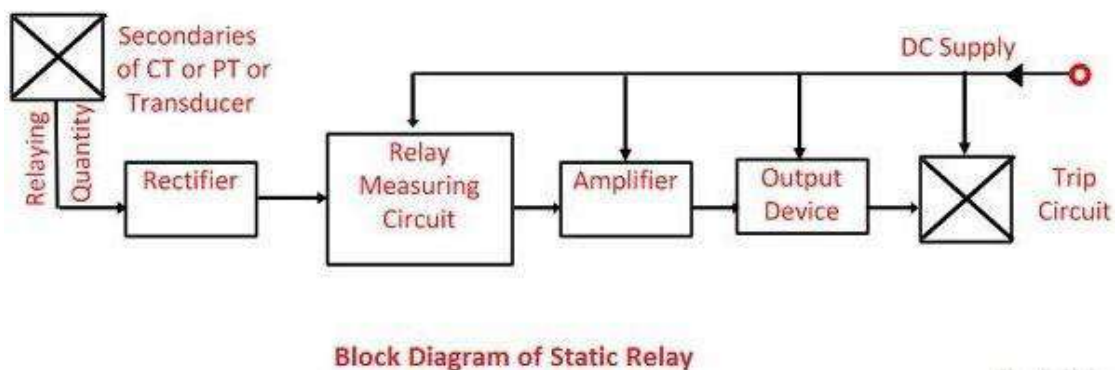 Secondaries
of CT or PT or
Transducer
DC Supply
Relaying
Quantity
Rectifier
Relay
Measuring
Circuit
Amplifier
Output
Device
Trip
Circuit
Block Diagram of Static Relay